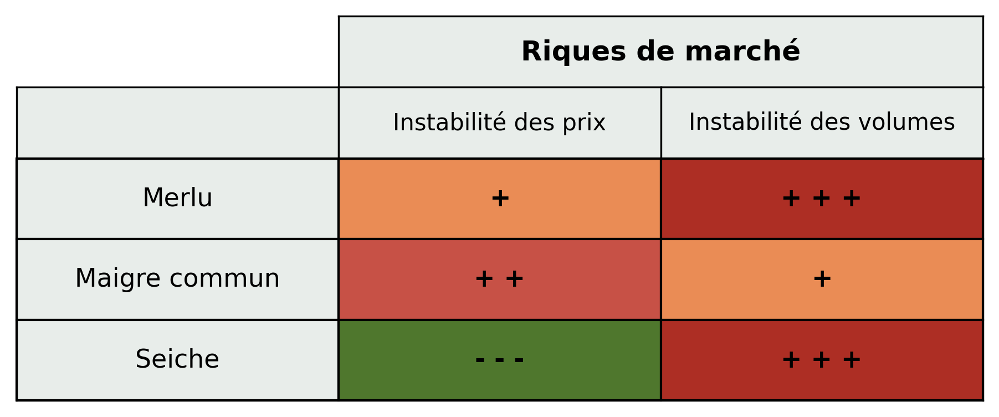 Riques de marché
Instabilité des prix Instabilité des volumes
Merlu + + + +
Maigre commun + + +
Seiche - - - + + +